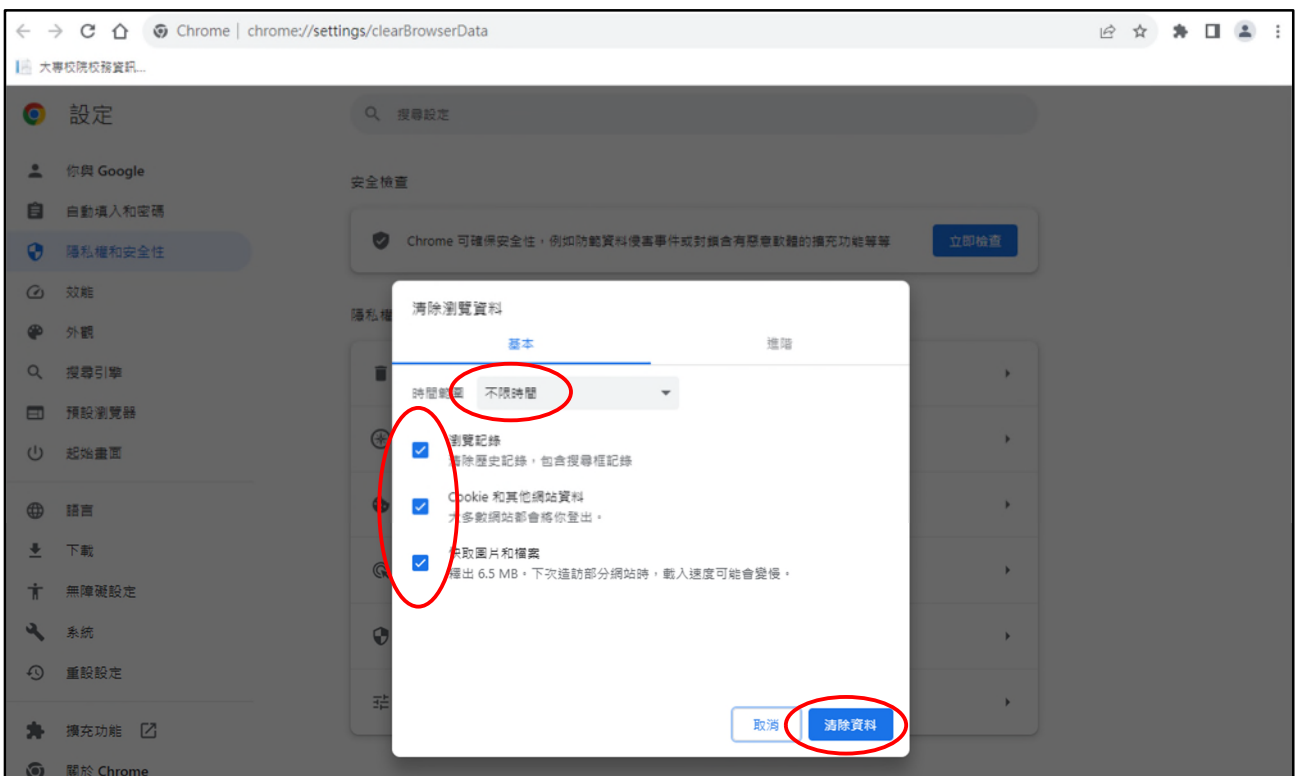 Chrome | chrome://settings/clearBrowserData
大專校院校務資訊...
設定
搜尋設定
你與 Google
自動填入和密碼
隱私權和安全性
效能
外觀
搜尋引擎
預設瀏覽器
起始畫面
語言
下載
無障礙設定
系統
重設設定
擴充功能
關於 Chrome
安全檢查
Chrome 可確保安全性，例如防範資料侵害事件或封鎖含有惡意軟體的擴充功能等等
立即檢查
隱私權
清除瀏覽資料
基本
進階
時間範圍
不限時間
瀏覽記錄
清除歷史記錄，包含搜尋框記錄
Cookie 和其他網站資料
大多數網站都會將你登出。
快取圖片和檔案
釋出 6.5 MB。下次造訪部分網站時，載入速度可能會變慢。
取消
清除資料